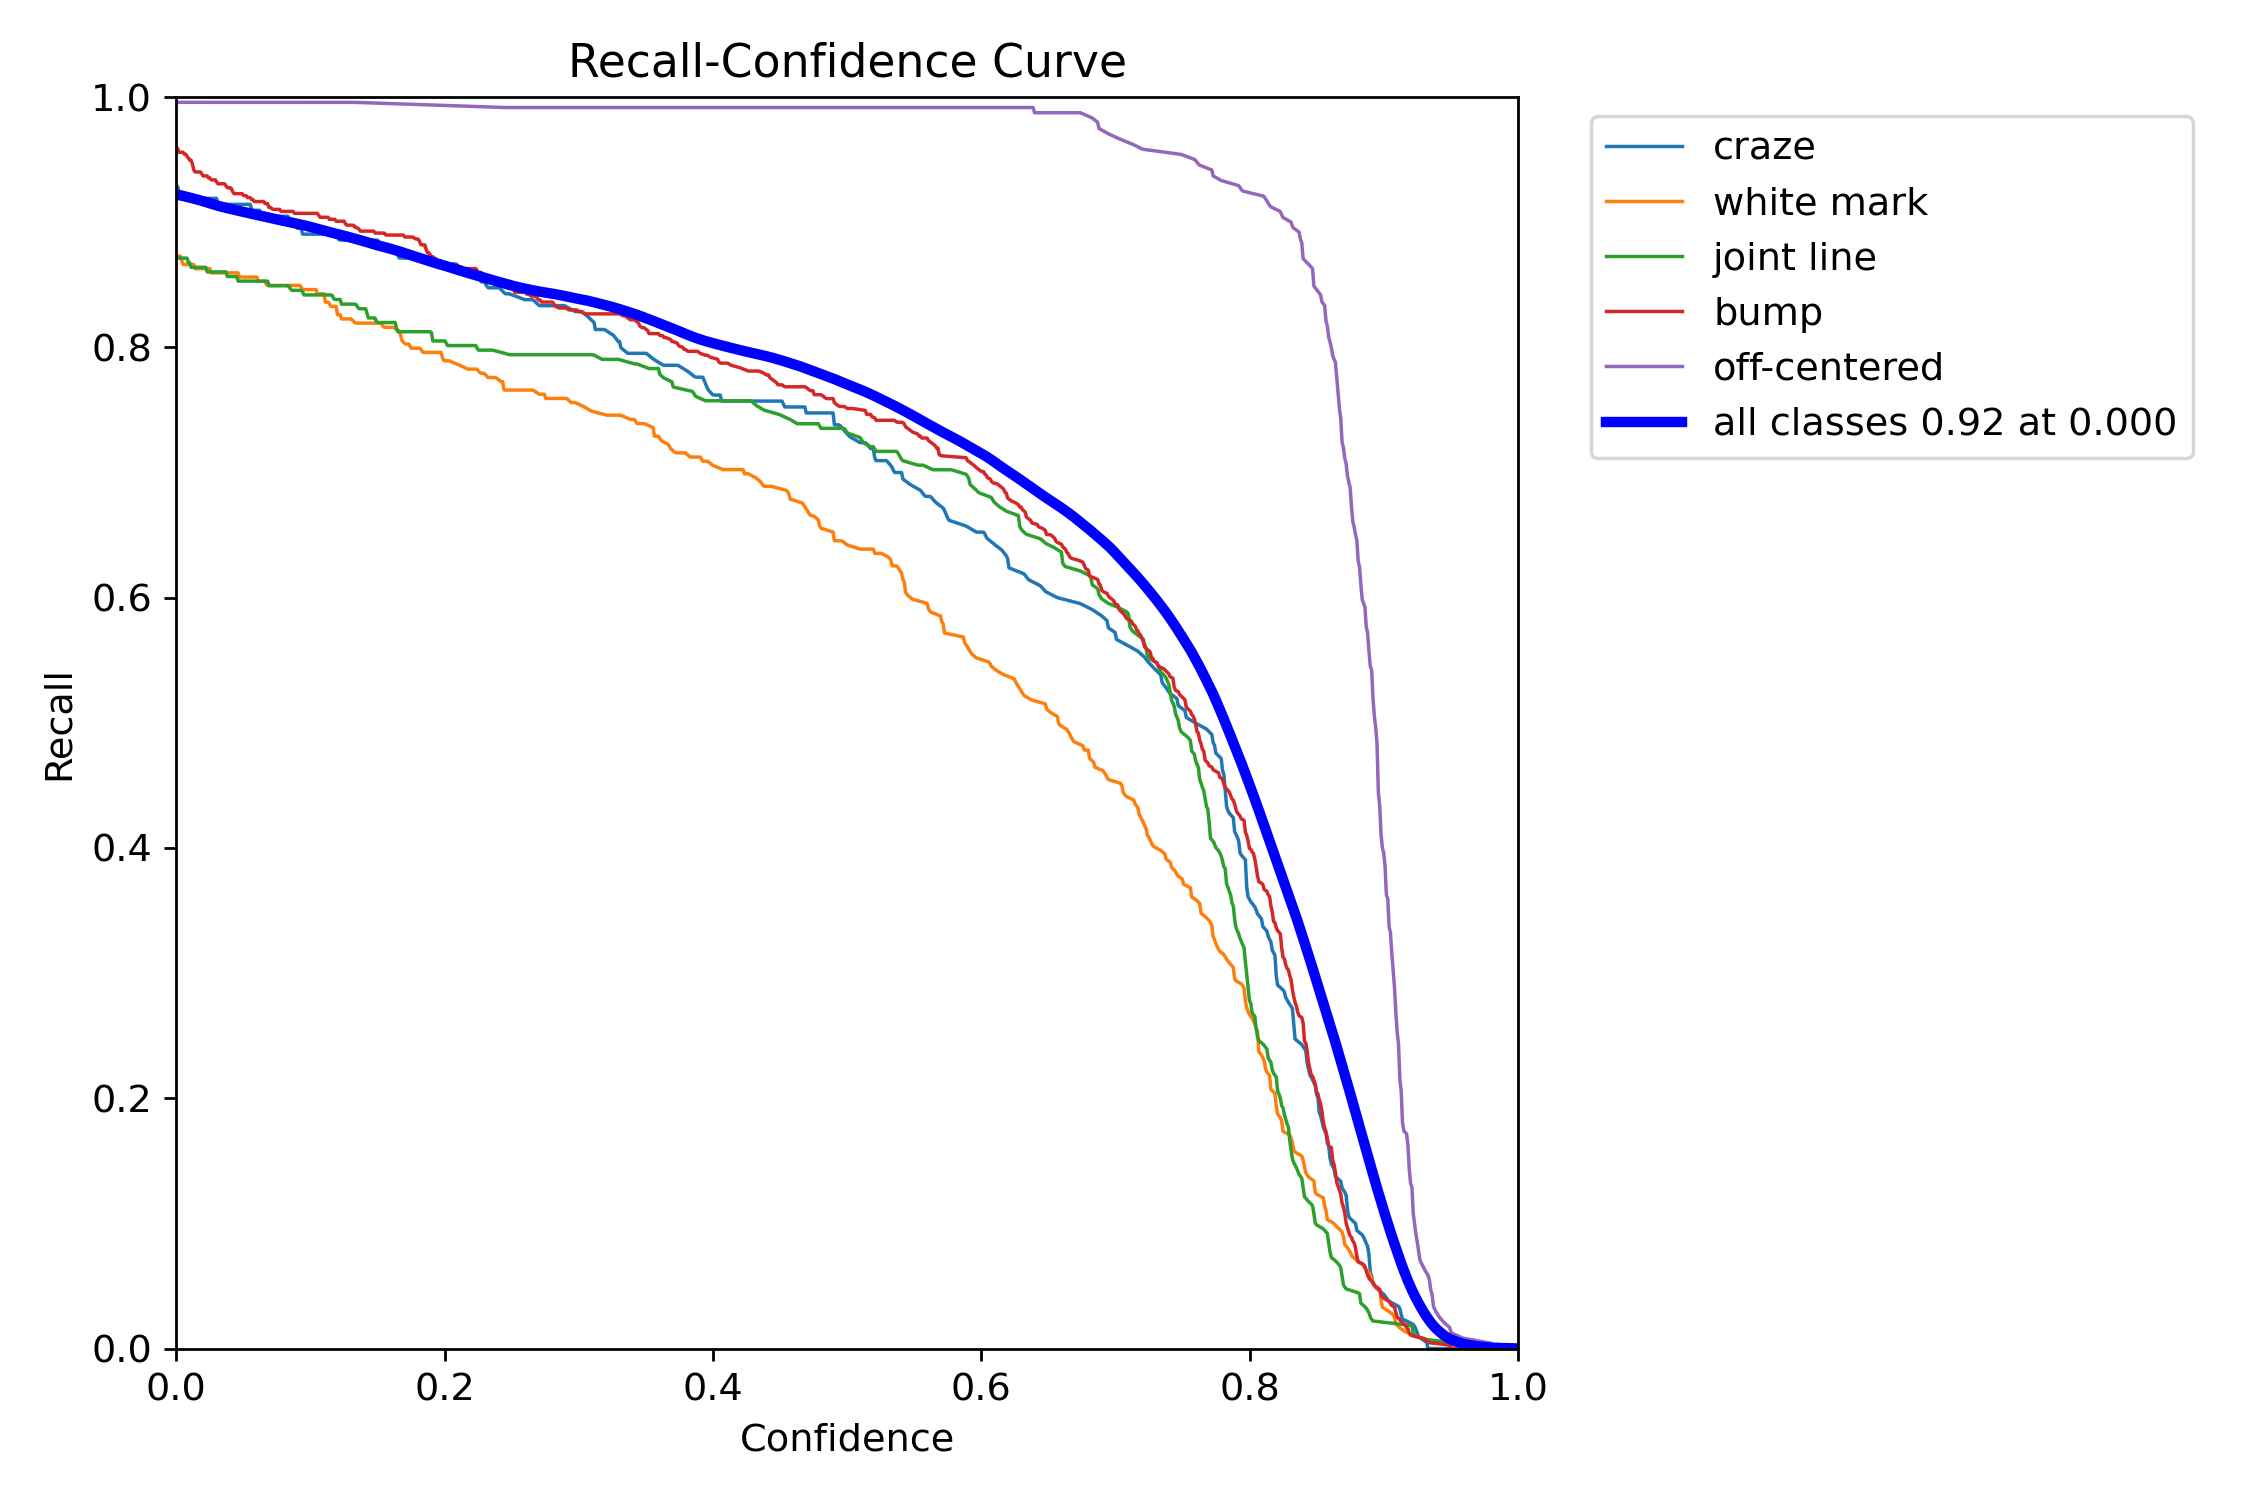 Recall-Confidence Curve
1.0
0.8
0.6
0.4
0.2
0.0
Recall
0.0 0.2 0.4 0.6 0.8 1.0
Confidence
craze
white mark
joint line
bump
off-centered
all classes 0.92 at 0.000